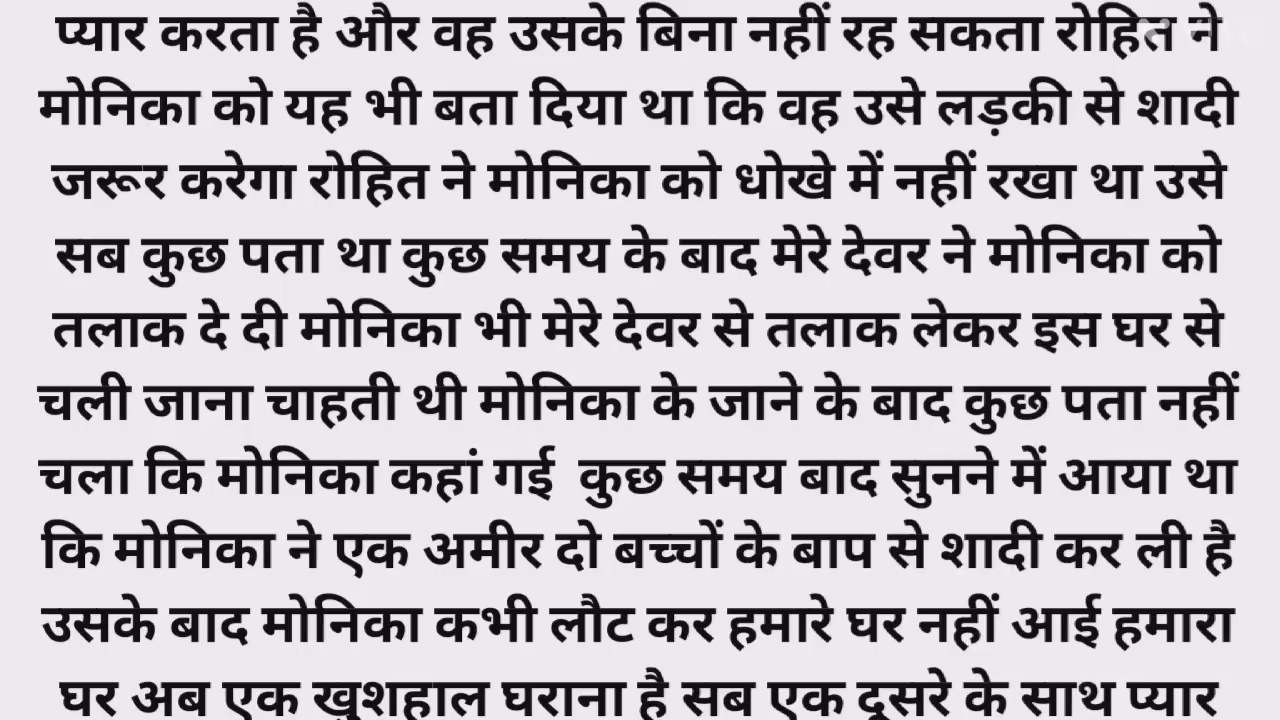 प्यार करता है और वह उसके बिना नहीं रह सकता रोहित ने
मोनिका को यह भी बता दिया था कि वह उसे लड़की से शादी
जरूर करेगा रोहित ने मोनिका को धोखे में नहीं रखा था उसे
सब कुछ पता था कुछ समय के बाद मेरे देवर ने मोनिका को
तलाक दे दी मोनिका भी मेरे देवर से तलाक लेकर इस घर से
चली जाना चाहती थी मोनिका के जाने के बाद कुछ पता नहीं
चला कि मोनिका कहां गई कुछ समय बाद सुनने में आया था
कि मोनिका ने एक अमीर दो बच्चों के बाप से शादी कर ली है
उसके बाद मोनिका कभी लौट कर हमारे घर नहीं आई हमारा
घर अब एक खुशहाल घराना है सब एक दूसरे के साथ प्यार